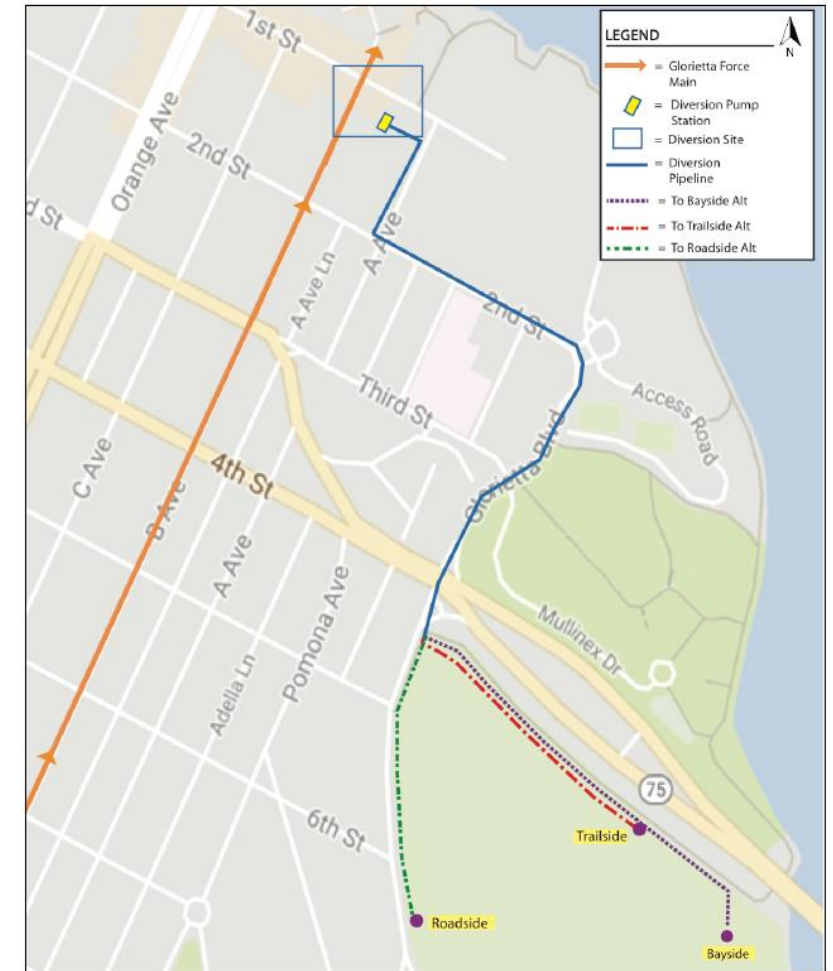 1st St
LEGEND
N
= Glorietta Force
Main
= Diversion Pump
Station
= Diversion Site
= Diversion
Pipeline
= To Bayside Alt
= To Trailside Alt
= To Roadside Alt
Orange Ave
2nd St
d St
A Ave
A Ave Ln
2nd St
Third St
Access Road
Glorietta Blvd
C Ave
4th St
B Ave
A Ave
Pomona Ave
Mullinex Dr
Adella Ln
75
6th St
Trailside
Roadside
Bayside